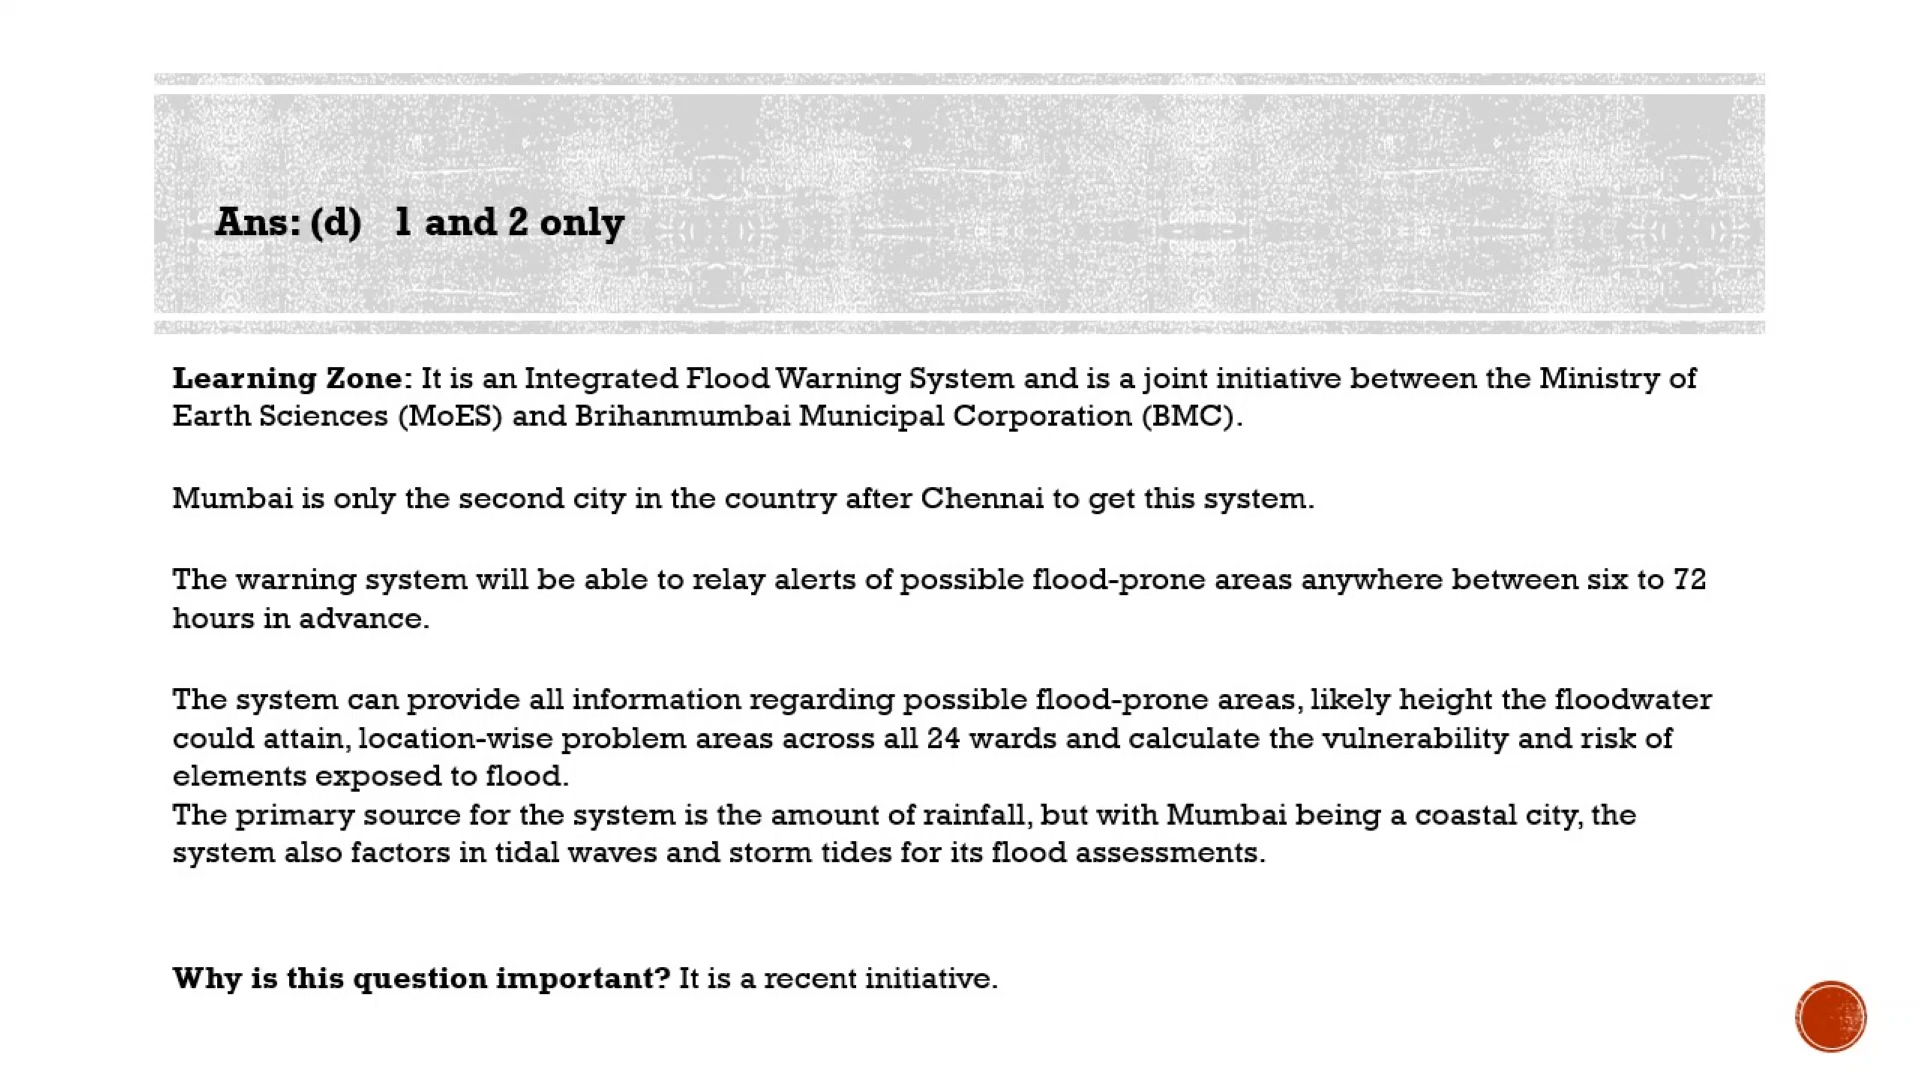 Ans: (d) 1 and 2 only
Learning Zone: It is an Integrated Flood Warning System and is a joint initiative between the Ministry of
Earth Sciences (MoES) and Brihanmumbai Municipal Corporation (BMC).
Mumbai is only the second city in the country after Chennai to get this system.
The warning system will be able to relay alerts of possible flood-prone areas anywhere between six to 72
hours in advance.
The system can provide all information regarding possible flood-prone areas, likely height the floodwater
could attain, location-wise problem areas across all 24 wards and calculate the vulnerability and risk of
elements exposed to flood.
The primary source for the system is the amount of rainfall, but with Mumbai being a coastal city, the
system also factors in tidal waves and storm tides for its flood assessments.
Why is this question important? It is a recent initiative.